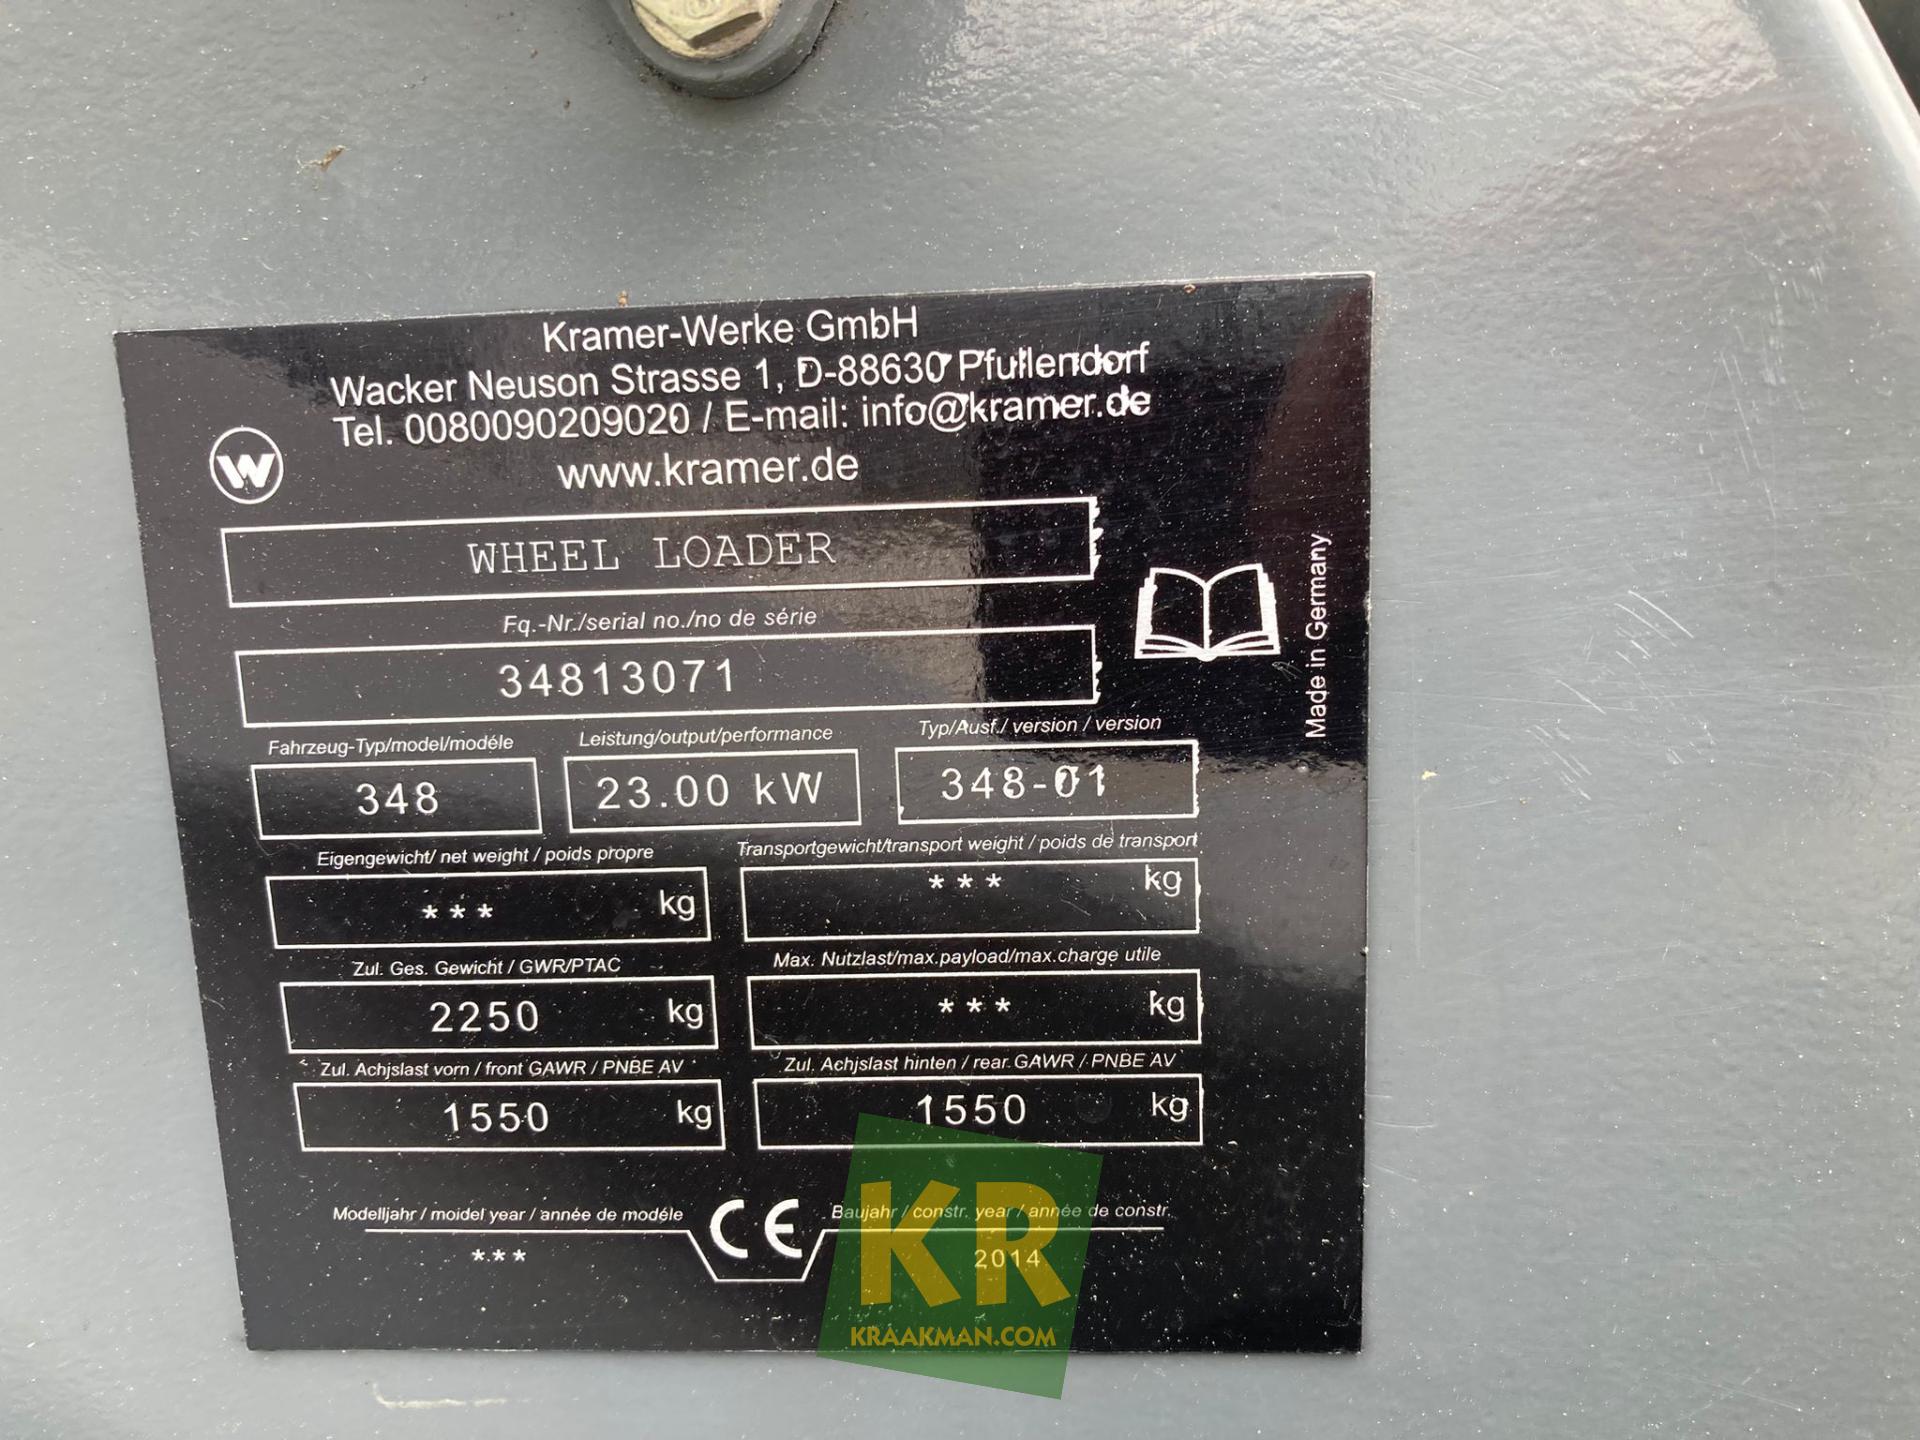 Kramer-Werke GmbH
Wacker Neuson Strasse 1, D-88630 Pfullendorf
Tel. 0080090209020 / E-mail: info@kramer.de
www.kramer.de
W
WHEEL LOADER
Made in Germany
Fq.-Nr./serial no./no de série
34813071
Fahrzeug-Typ/model/modéle Leistung/output/performance Typ/Ausf./ version / version
348 23.00 kW 348-01
Eigengewicht/ net weight / poids propre Transportgewicht/transport weight / poids de transport
*** kg *** kg
Zul. Ges. Gewicht / GWR/PTAC Max. Nutzlast/max.payload/max.charge utile
2250 kg *** kg
Zul. Achjslast vorn / front GAWR / PNBE AV Zul. Achjslast hinten / rear GAWR / PNBE AV
1550 kg 1550 kg
Modelljahr / moidel year / année de modéle CE Baujahr / constr. year / année de constr.
*** 2014
KR
KRAAKMAN.COM